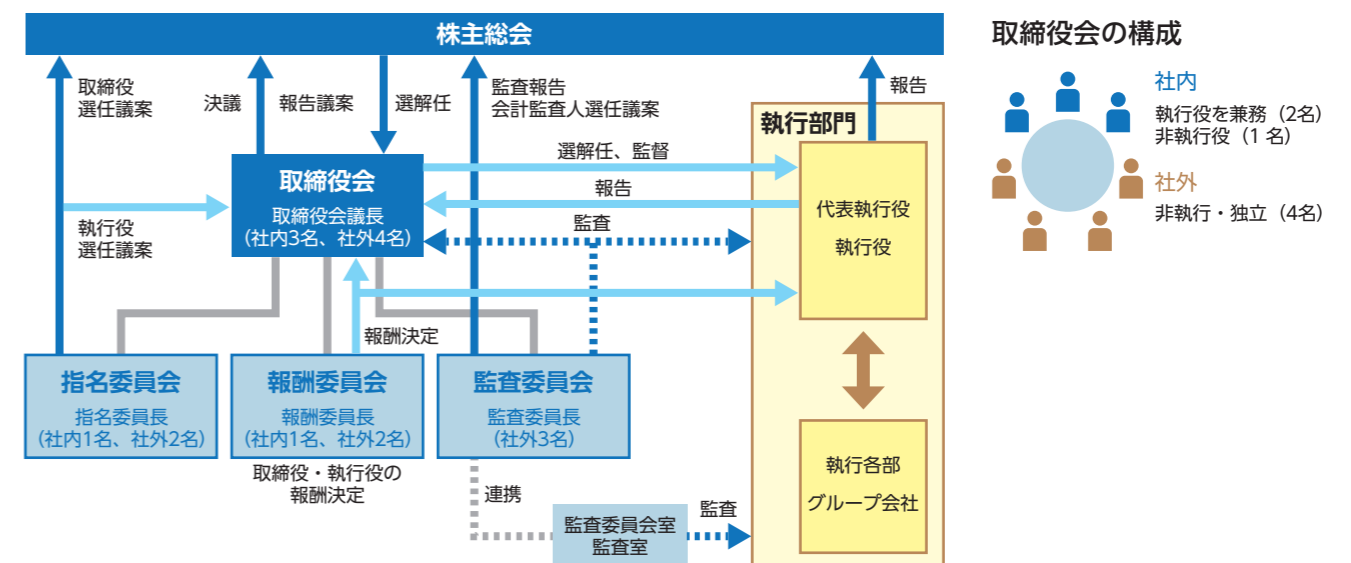 株主総会
取締役
選任議案
決議
報告議案
選解任
監査報告
会計監査人選任議案
報告
執行部門
選解任、監督
報告
監査
取締役会
取締役会議長
(社内3名、社外4名)
執行役
選任議案
代表執行役
執行役
報酬決定
指名委員会
指名委員長
(社内1名、社外2名)
報酬委員会
報酬委員長
(社内1名、社外2名)
取締役・執行役の
報酬決定
監査委員会
監査委員長
(社外3名)
連携
監査委員会室
監査室
監査
執行各部
グループ会社
取締役会の構成
社内
執行役を兼務(2名)
非執行役(1 名)
社外
非執行・独立(4名)